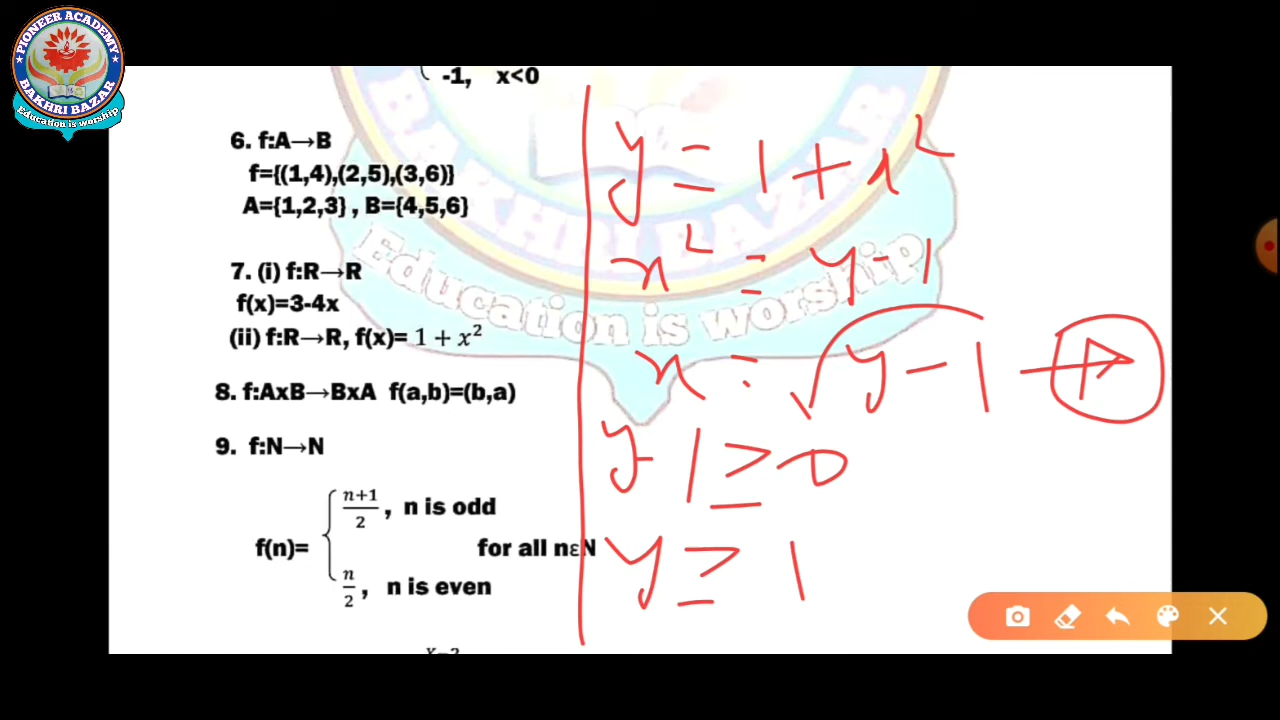 PIONEER ACADEMY
BAKHRI BAZAR
Education is worship
-1, x<0
6. f:A→B
f={(1,4),(2,5),(3,6)}
A={1,2,3} , B={4,5,6}
7. (i) f:R→R
f(x)=3-4x
(ii) f:R→R, f(x)= 1 + x²
8. f:AxB→BxA f(a,b)=(b,a)
9. f:N→N
f(n)= { n+1/2 , n is odd
for all nεN
n/2 , n is even
BAKHRI BAZAR
Education is worship
y = 1 + x²
x² = y-1
x = √y-1
y-1 ≥ 0
y ≥ 1